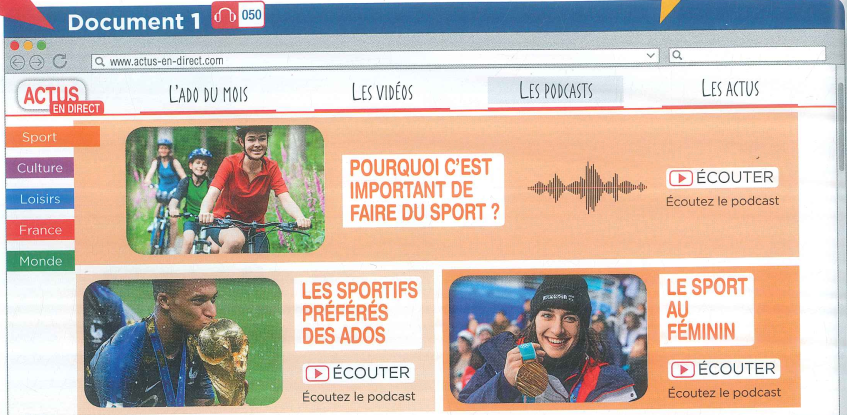 Document 1
050
www.actus-en-direct.com
ACTUS
EN DIRECT
L'ADO DU MOIS
LES VIDÉOS
LES PODCASTS
LES ACTUS
Sport
Culture
Loisirs
France
Monde
POURQUOI C'EST
IMPORTANT DE
FAIRE DU SPORT ?
ÉCOUTER
Écoutez le podcast
LES SPORTIFS
PRÉFÉRÉS
DES ADOS
ÉCOUTER
Écoutez le podcast
LE SPORT
AU
FÉMININ
ÉCOUTER
Écoutez le podcast